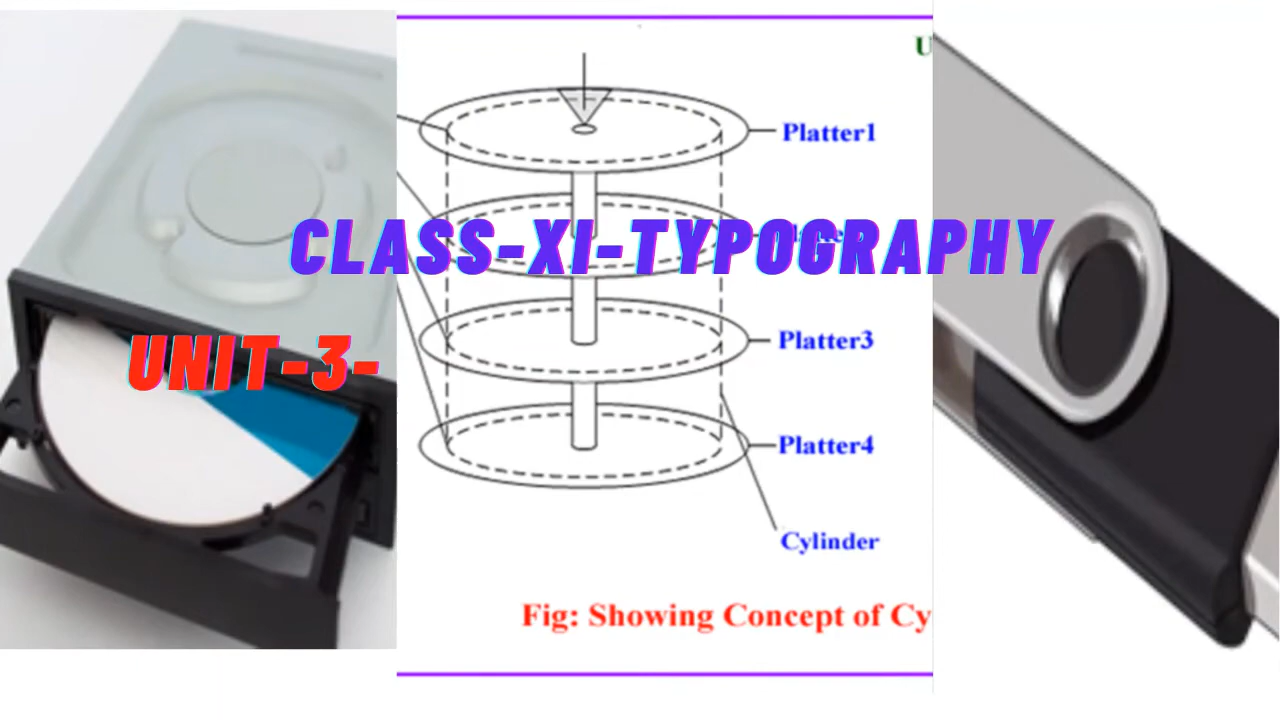 U
Platter1
CLASS-XI-TYPOGRAPHY
UNIT-3-
Platter3
Platter4
Cylinder
Fig: Showing Concept of Cy